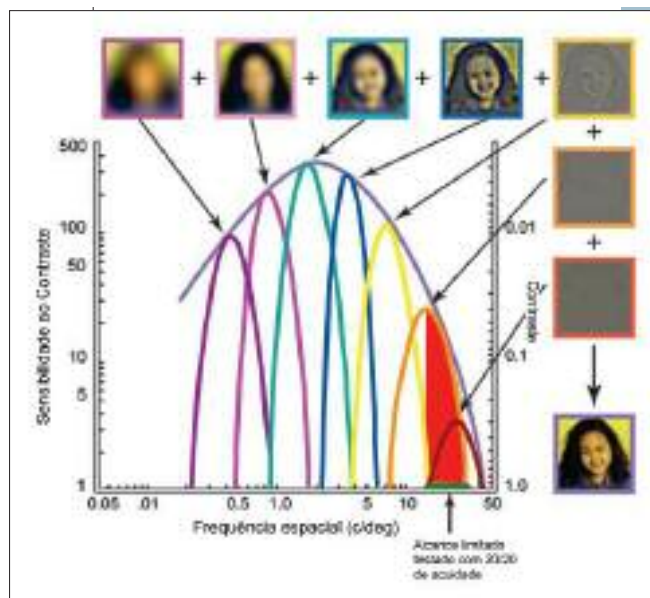 + + + +
+
+
500
100
50
10
5
1
Sensibilidade ao Contraste
0.01
0.1
1.0
Contraste
0.05 .01 0.5 1.0 5 10 50
Frequência espacial (c/deg)
Alcance limitado
testado com 20/20
de acuidade